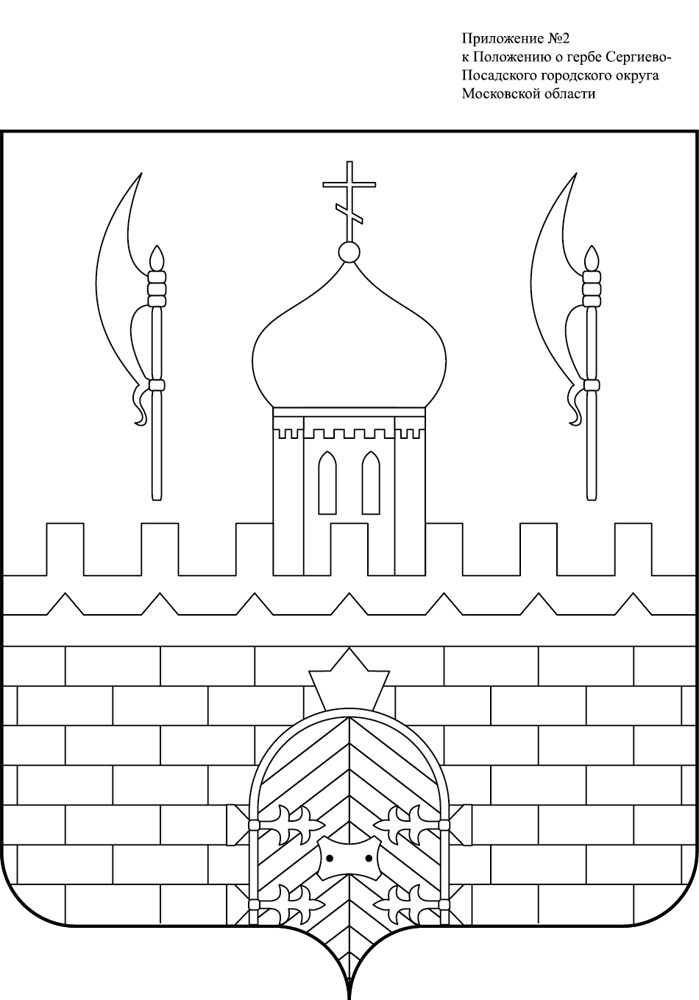 Приложение №2
к Положению о гербе Сергиево-
Посадского городского округа
Московской области